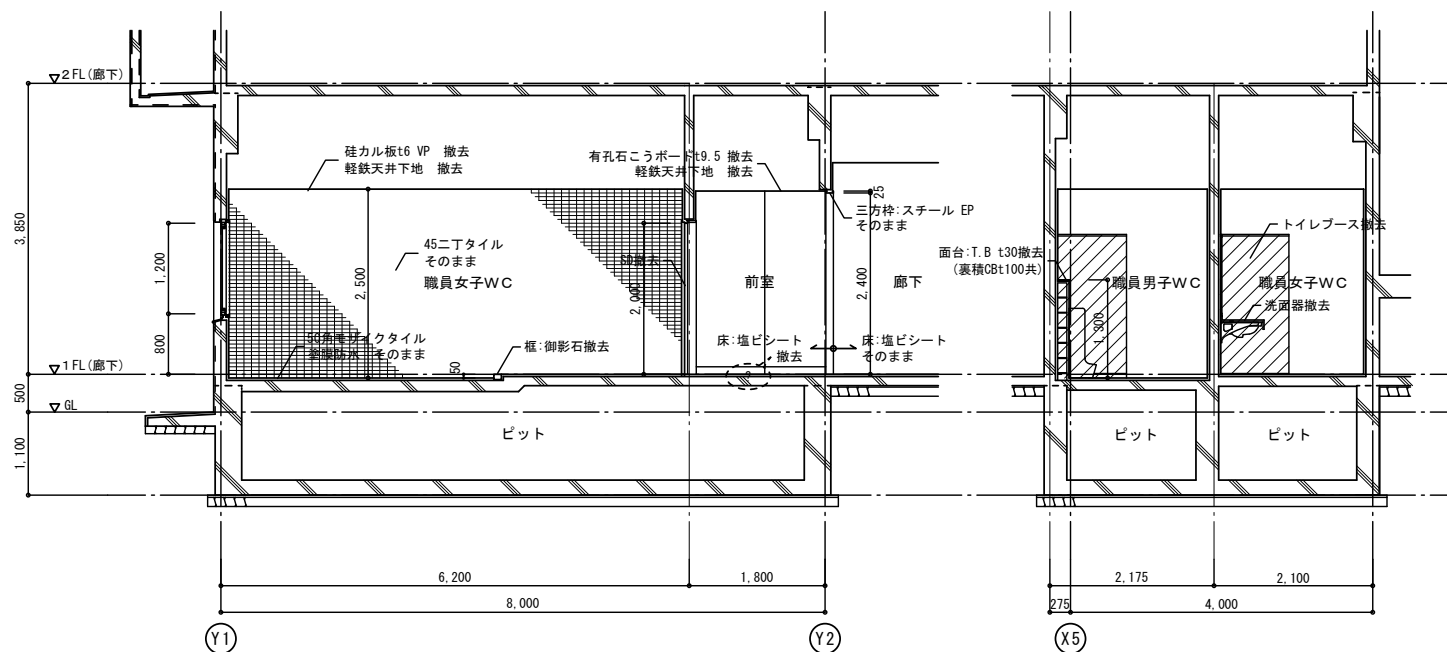 2FL(廊下)
硅カル板t6 VP 撤去
軽鉄天井下地 撤去
有孔石こうボードt9.5 撤去
軽鉄天井下地 撤去
25
三方枠:スチール EP
そのまま
3,850
1,200
800
45二丁タイル
そのまま
職員女子WC
2,500
SD撤去
2,000
前室
2,400
廊下
面台:T.B t30撤去
(裏積CBt100共)
職員男子WC
1,300
トイレブース撤去
職員女子WC
洗面器撤去
50角モザイクタイル
塗膜防水 そのまま
50
框:御影石撤去
床:塩ビシート
撤去
床:塩ビシート
そのまま
1FL(廊下)
500
GL
1,100
ピット
ピット
ピット
6,200
1,800
2,175
2,100
8,000
275
4,000
Y1
Y2
X5